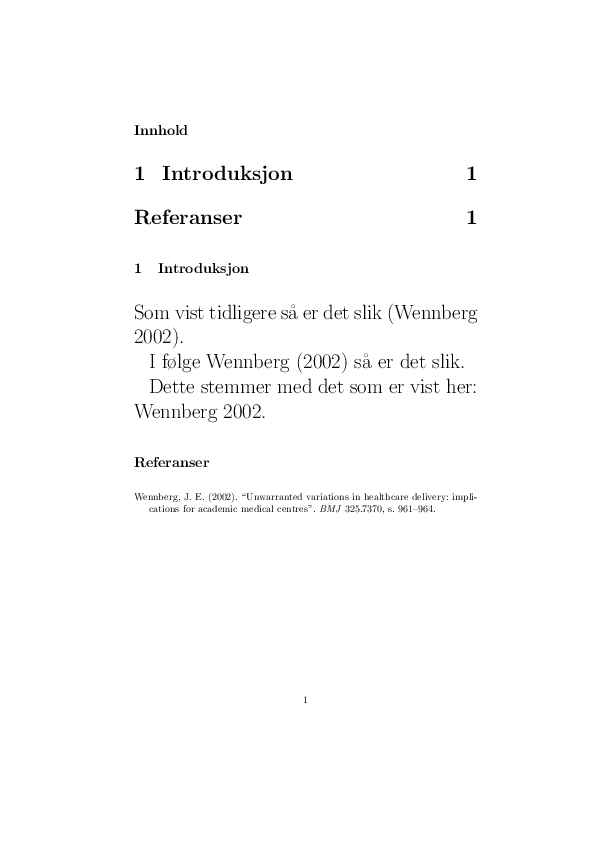 Innhold
1 Introduksjon 1
Referanser 1
1 Introduksjon
Som vist tidligere så er det slik (Wennberg
2002).
I følge Wennberg (2002) så er det slik.
Dette stemmer med det som er vist her:
Wennberg 2002.
Referanser
Wennberg, J. E. (2002). “Unwarranted variations in healthcare delivery: impli-
cations for academic medical centres”. BMJ 325.7370, s. 961–964.
1